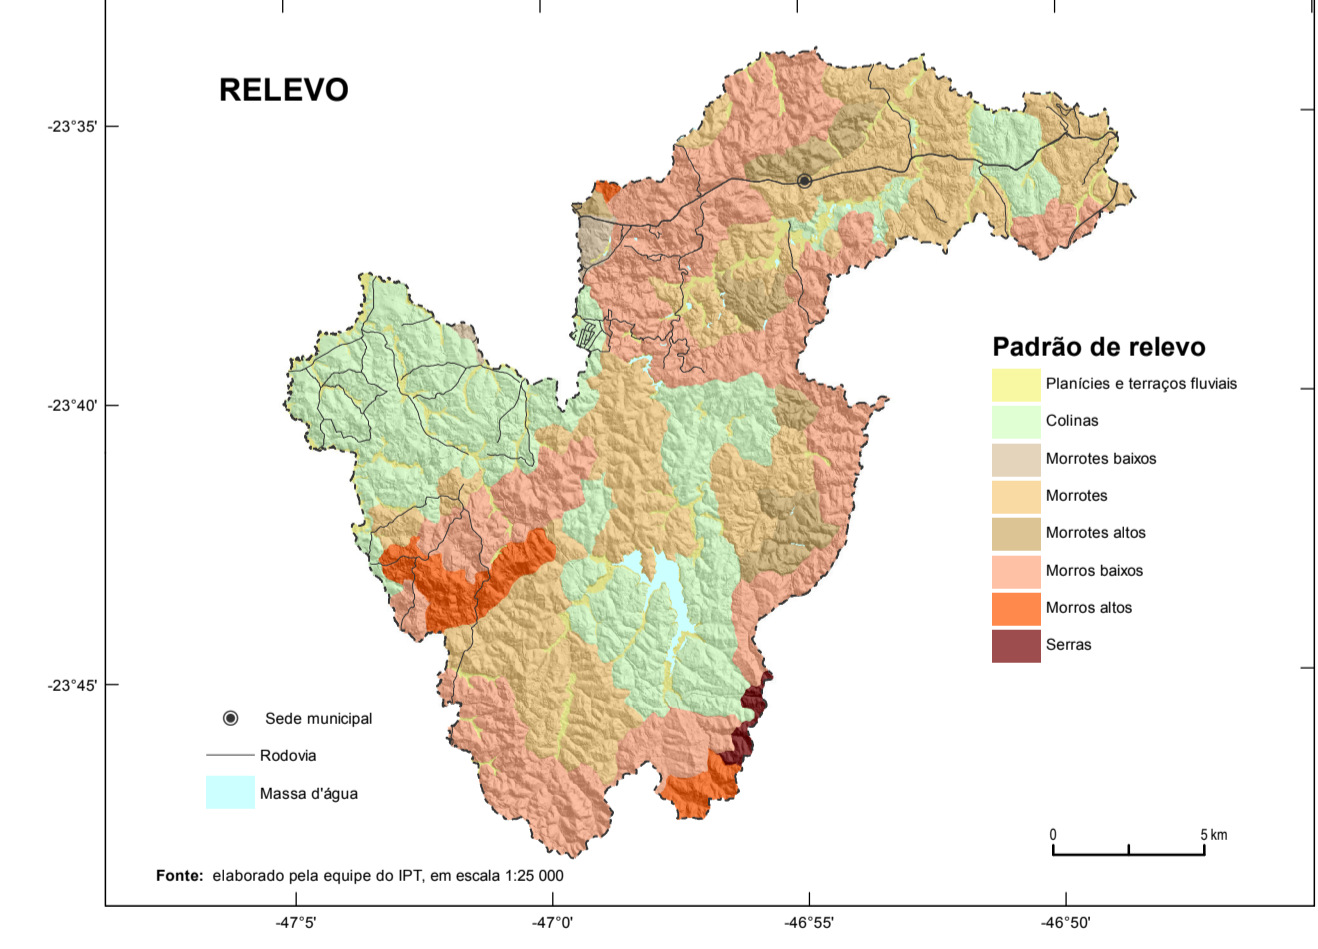 RELEVO
-23°35'
-23°40'
-23°45'
Padrão de relevo
Planícies e terraços fluviais
Colinas
Morrotes baixos
Morrotes
Morrotes altos
Morros baixos
Morros altos
Serras
Sede municipal
Rodovia
Massa d'água
0 5 km
Fonte: elaborado pela equipe do IPT, em escala 1:25 000
-47°5' -47°0' -46°55' -46°50'